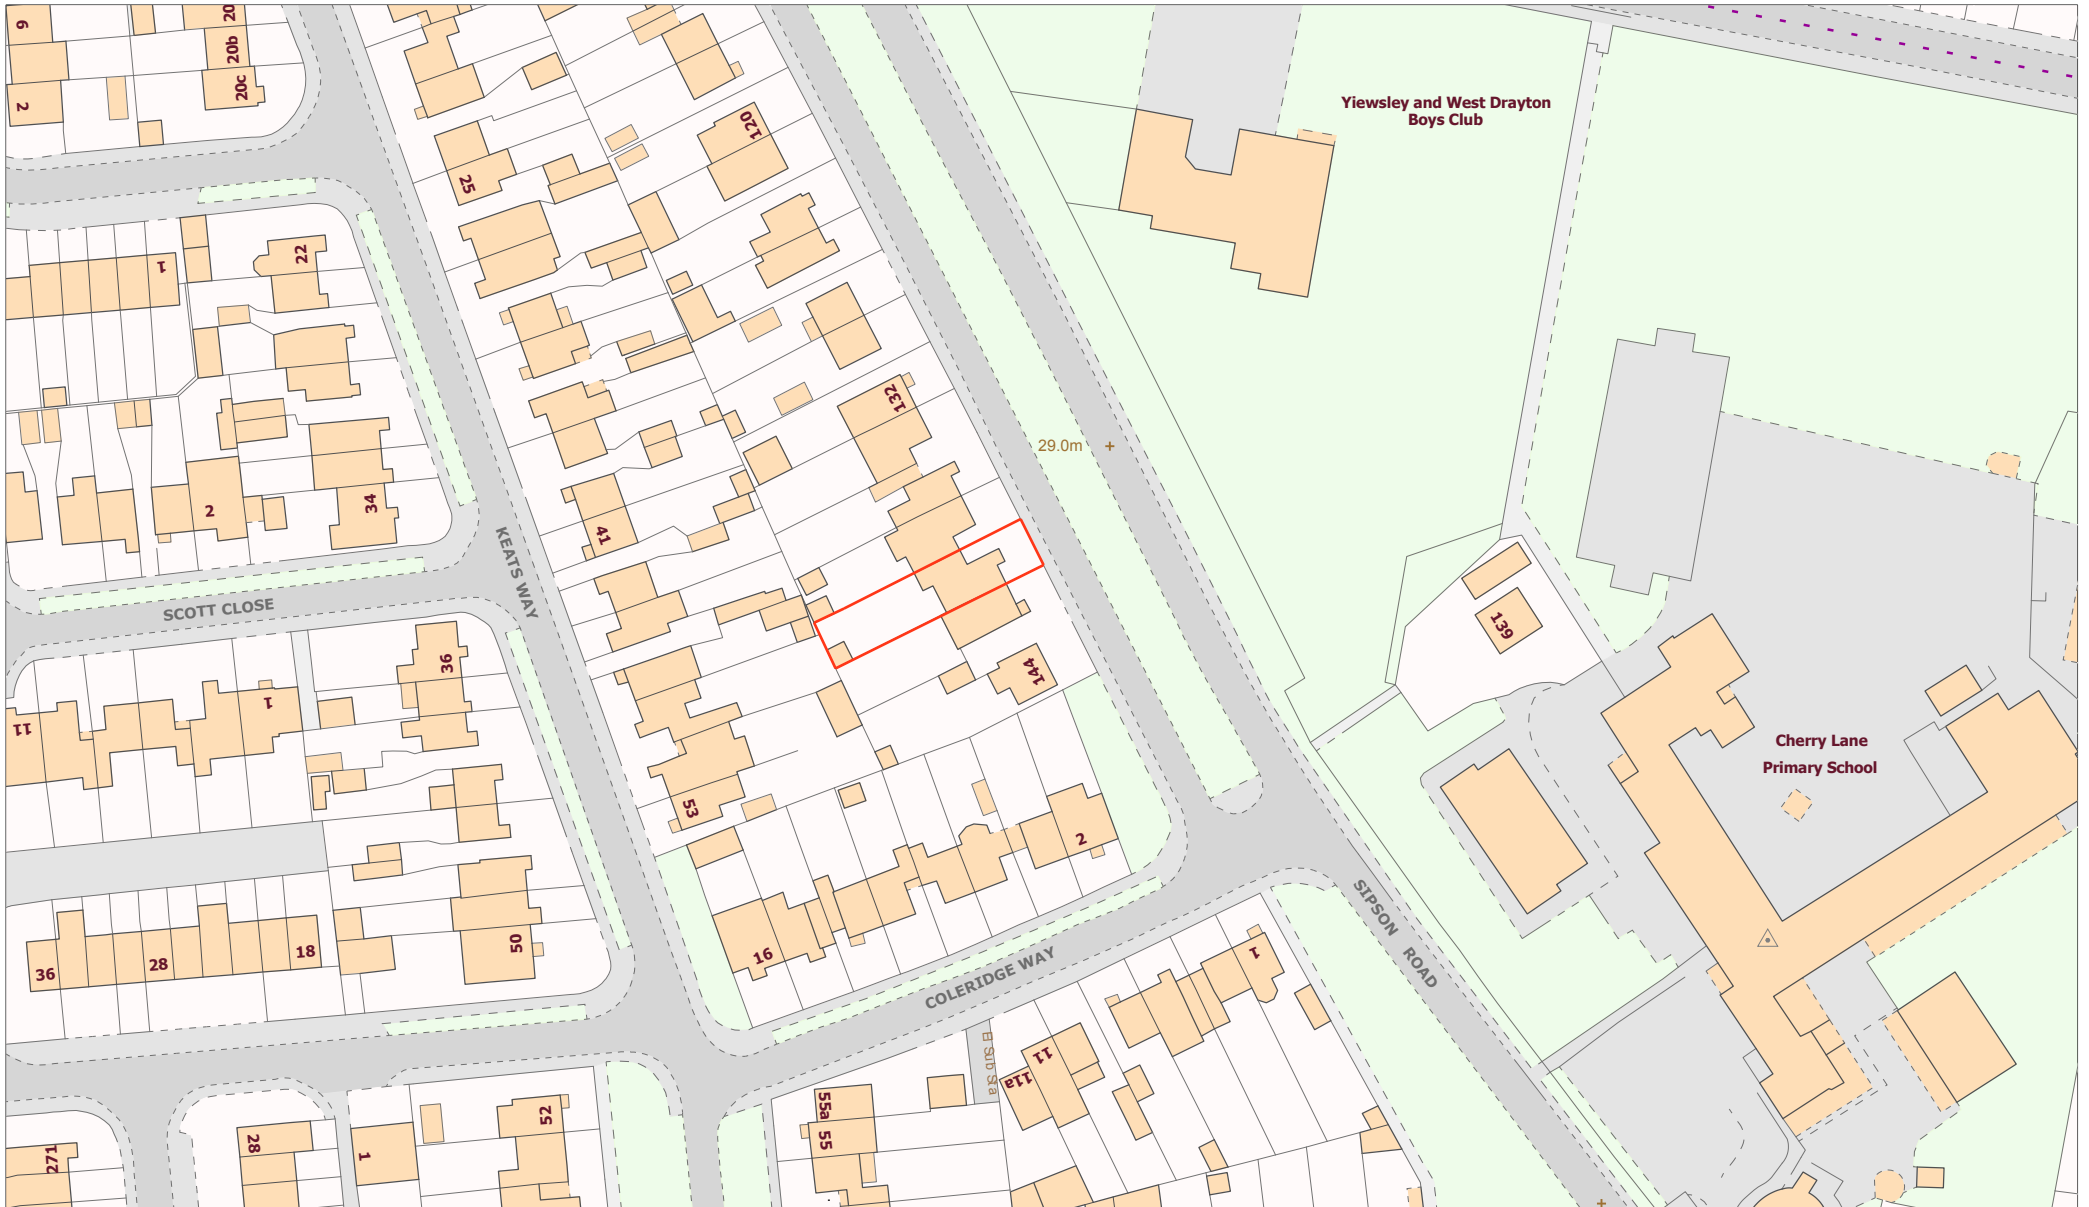 9
20
20b
20c
2
Yiewsley and West Drayton
Boys Club
120
25
22
1
132
29.0m
2
34
41
KEATS WAY
SCOTT CLOSE
139
36
144
11
1
Cherry Lane
Primary School
53
2
SIPSON ROAD
36
28
18
50
16
COLERIDGE WAY
1
El Sub Sta
11
11a
55a
55
52
28
1
271